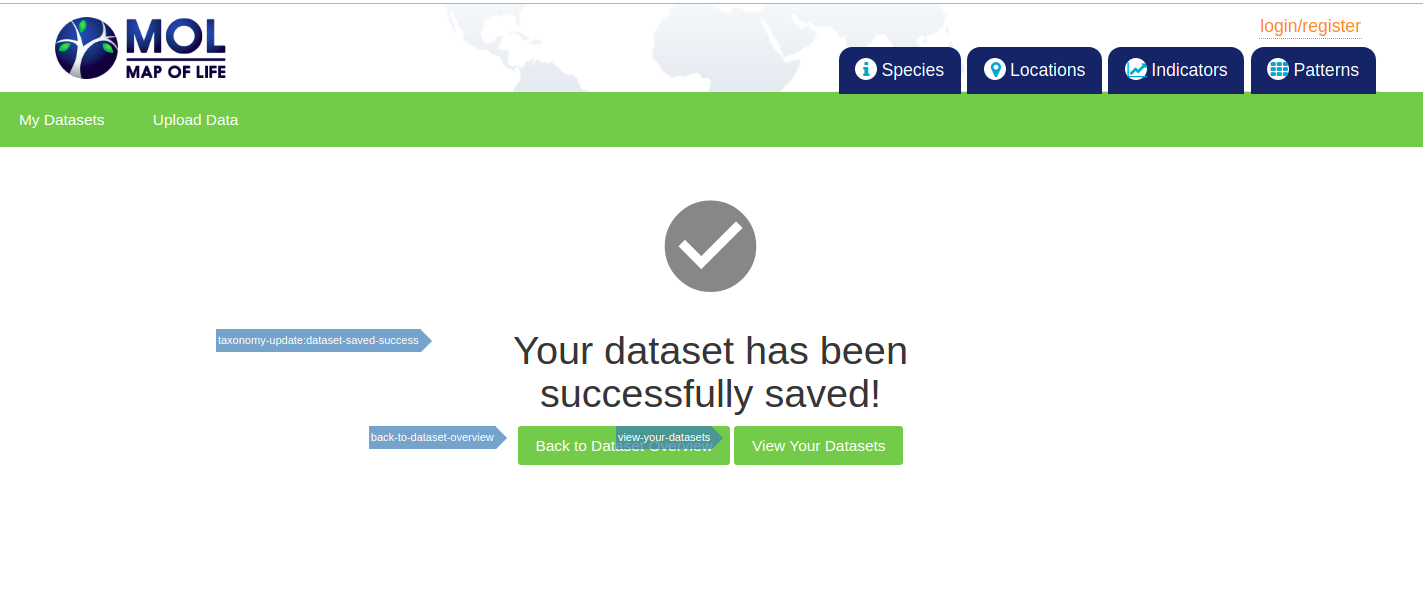 MOL
MAP OF LIFE
login/register
Species
Locations
Indicators
Patterns
My Datasets
Upload Data
taxonomy-update:dataset-saved-success
Your dataset has been
successfully saved!
back-to-dataset-overview
Back to Dataset Overview
view-your-datasets
View Your Datasets